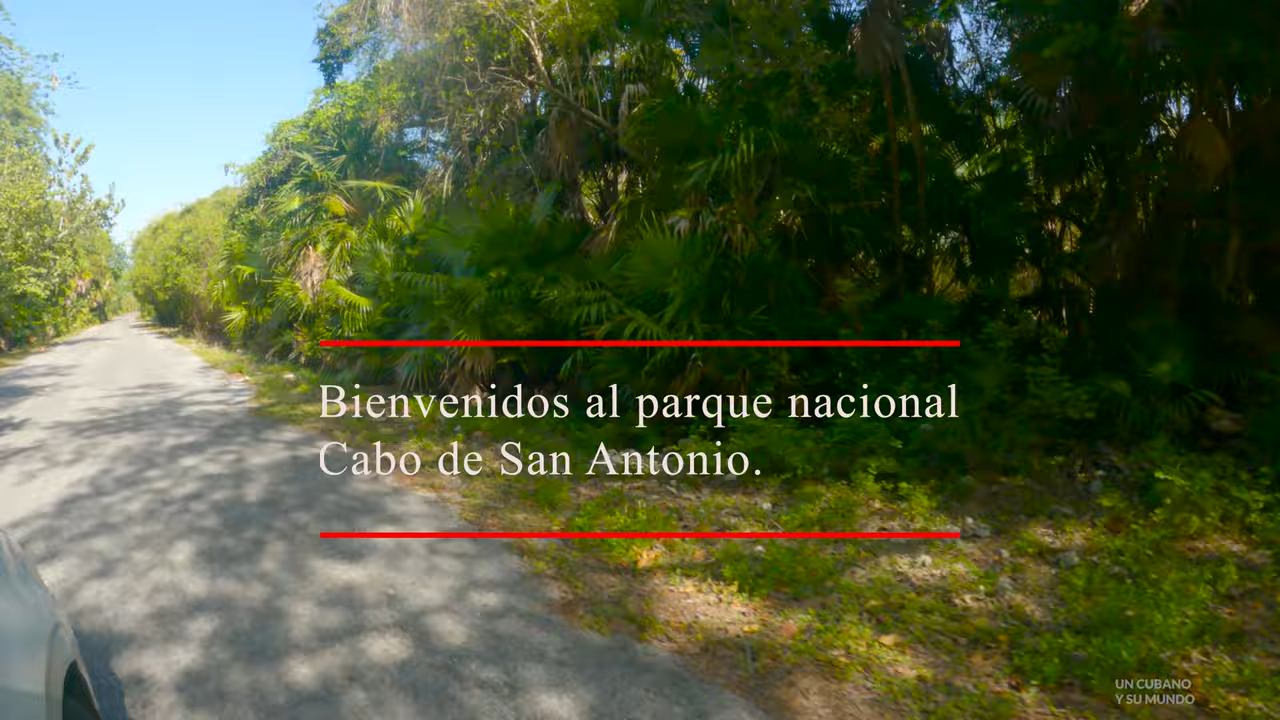 Bienvenidos al parque nacional
Cabo de San Antonio.
UN CUBANO
Y SU MUNDO